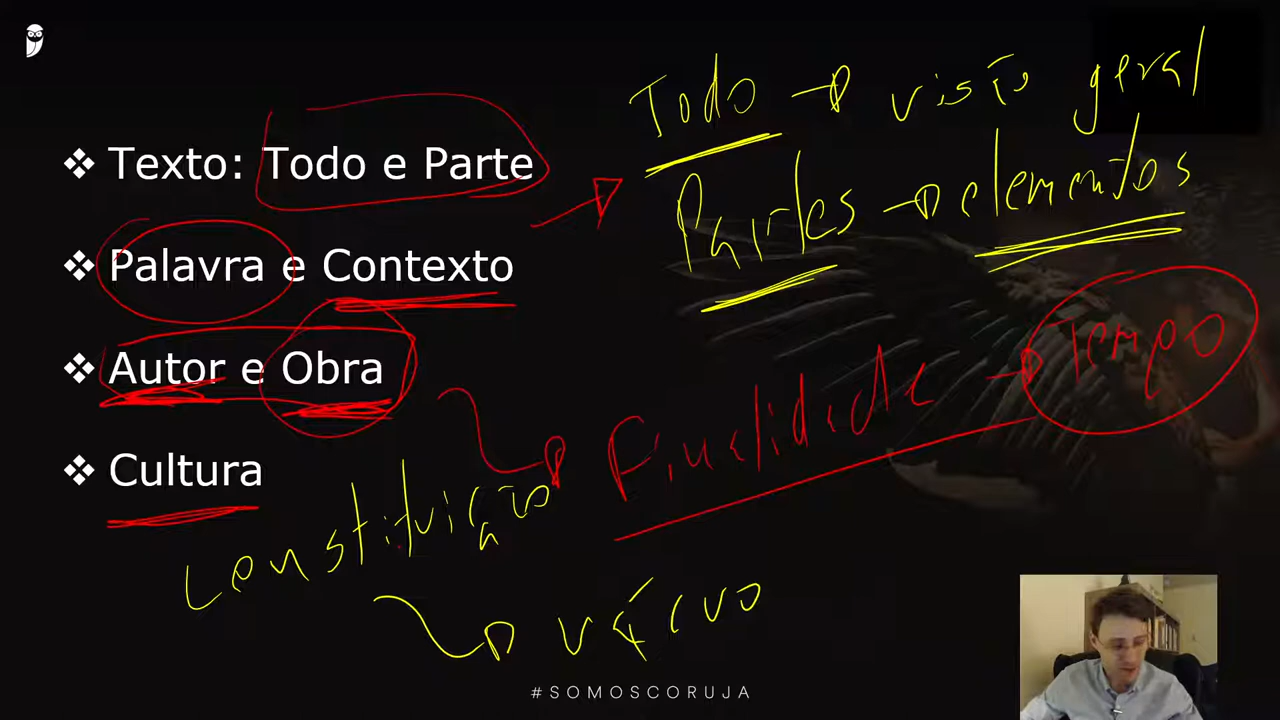 Todo → visão geral
❖ Texto: Todo e Parte
Partes → elementos
❖ Palavra e Contexto
❖ Autor e Obra
Finalidade → Tempo
❖ Cultura
Constituição
→ vácuo
#SOMOSCORUJA